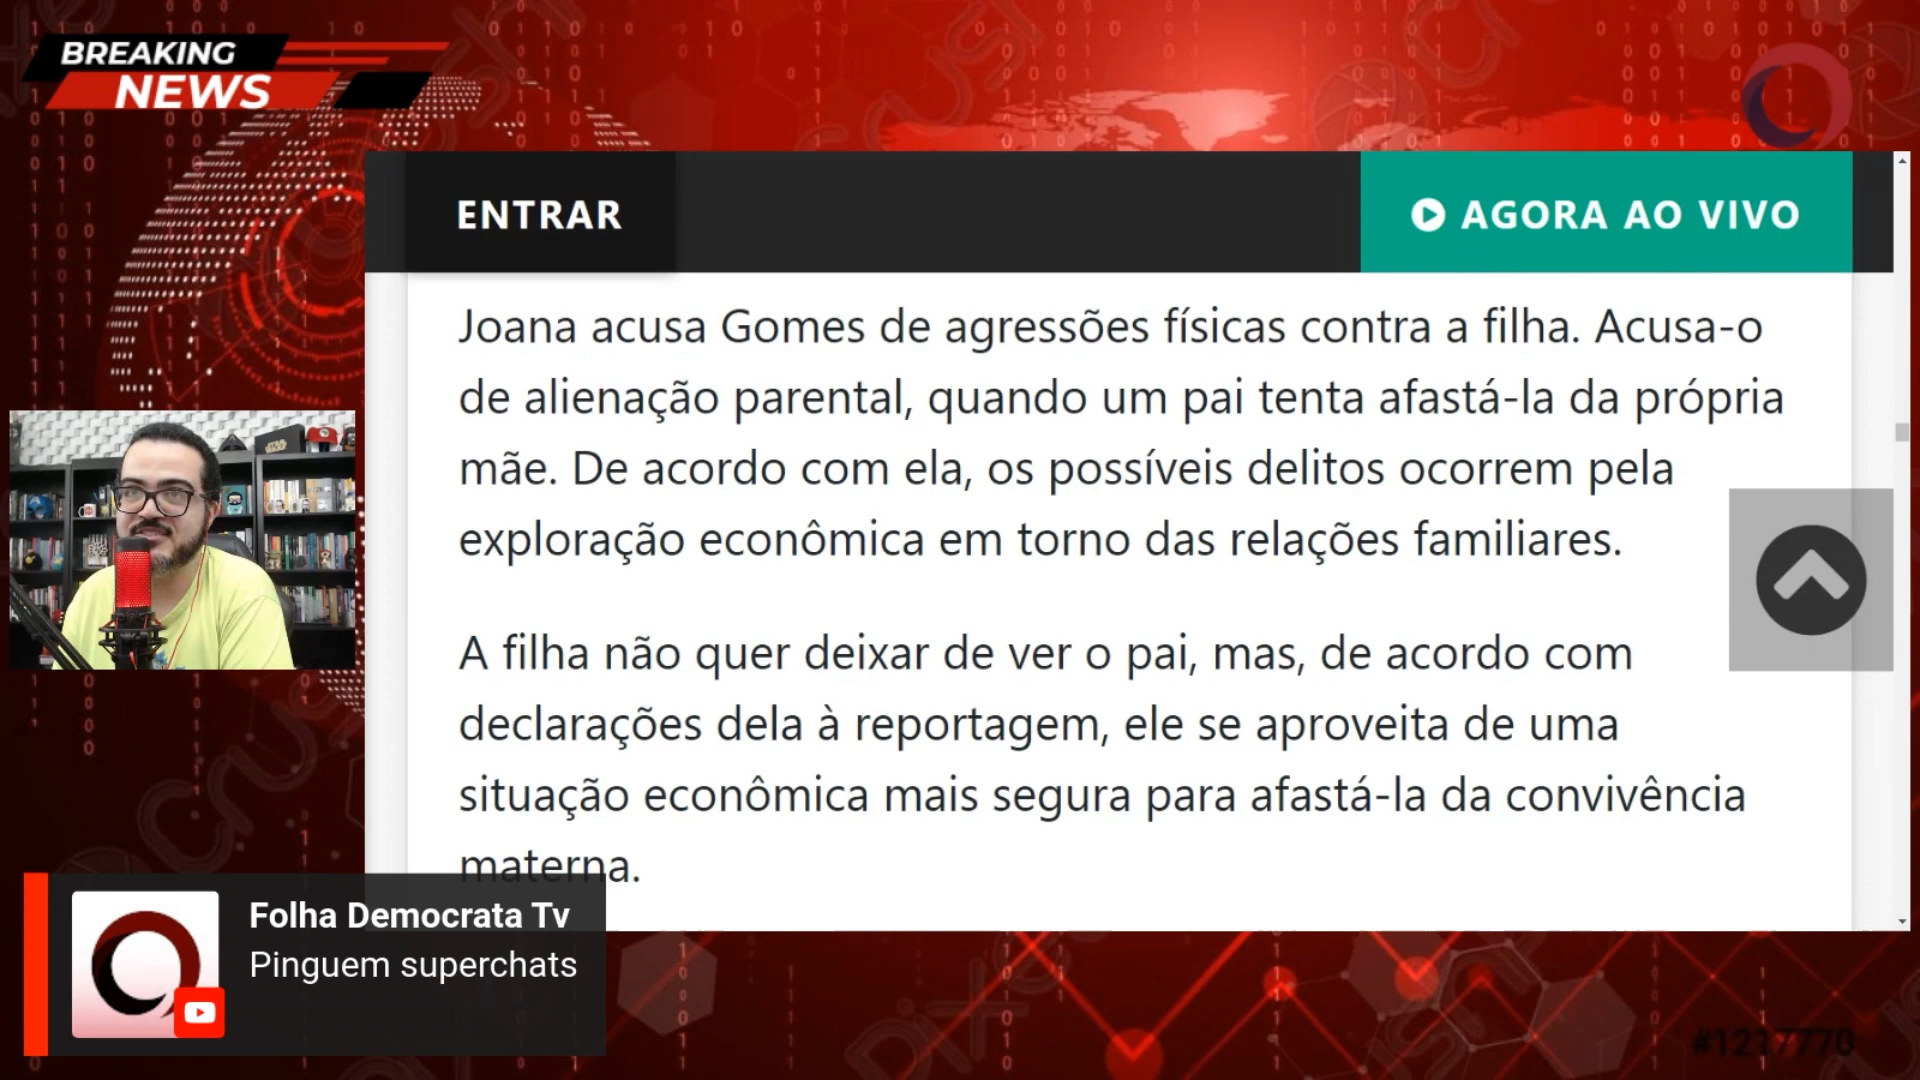 BREAKING
NEWS
ENTRAR
AGORA AO VIVO
Joana acusa Gomes de agressões físicas contra a filha. Acusa-o
de alienação parental, quando um pai tenta afastá-la da própria
mãe. De acordo com ela, os possíveis delitos ocorrem pela
exploração econômica em torno das relações familiares.
A filha não quer deixar de ver o pai, mas, de acordo com
declarações dela à reportagem, ele se aproveita de uma
situação econômica mais segura para afastá-la da convivência
materna.
Folha Democrata Tv
Pinguem superchats
#1217770